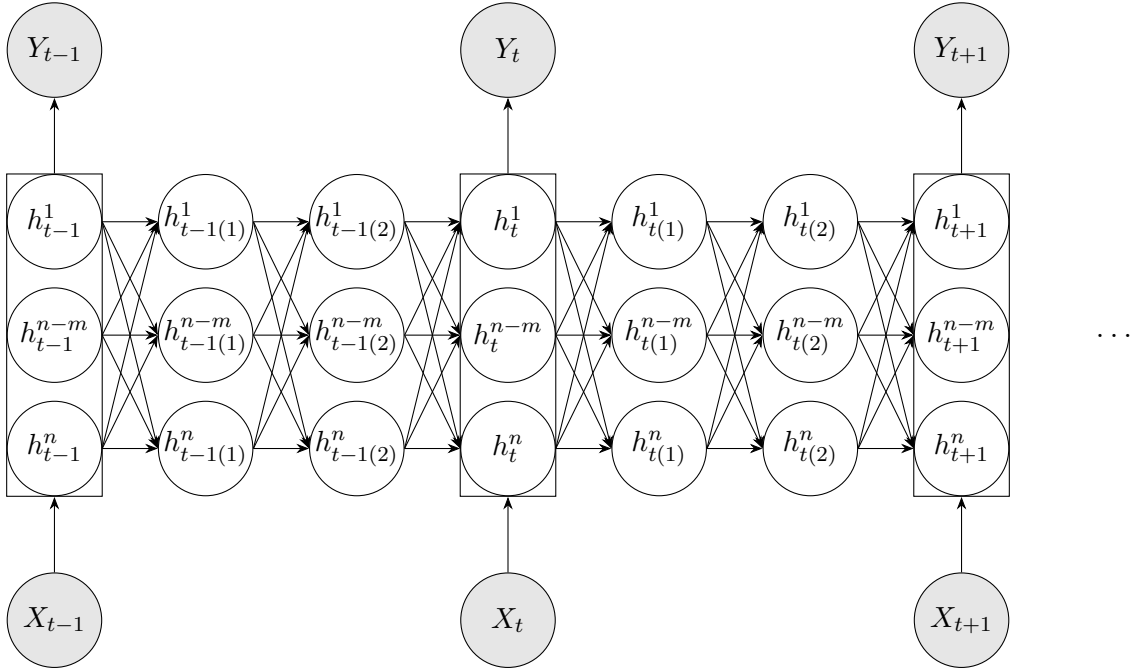 Y_{t−1} Y_t Y_{t+1}
h^1_{t−1} h^1_{t−1(1)} h^1_{t−1(2)} h^1_t h^1_{t(1)} h^1_{t(2)} h^1_{t+1}
h^{n−m}_{t−1} h^{n−m}_{t−1(1)} h^{n−m}_{t−1(2)} h^{n−m}_t h^{n−m}_{t(1)} h^{n−m}_{t(2)} h^{n−m}_{t+1} ...
h^n_{t−1} h^n_{t−1(1)} h^n_{t−1(2)} h^n_t h^n_{t(1)} h^n_{t(2)} h^n_{t+1}
X_{t−1} X_t X_{t+1}